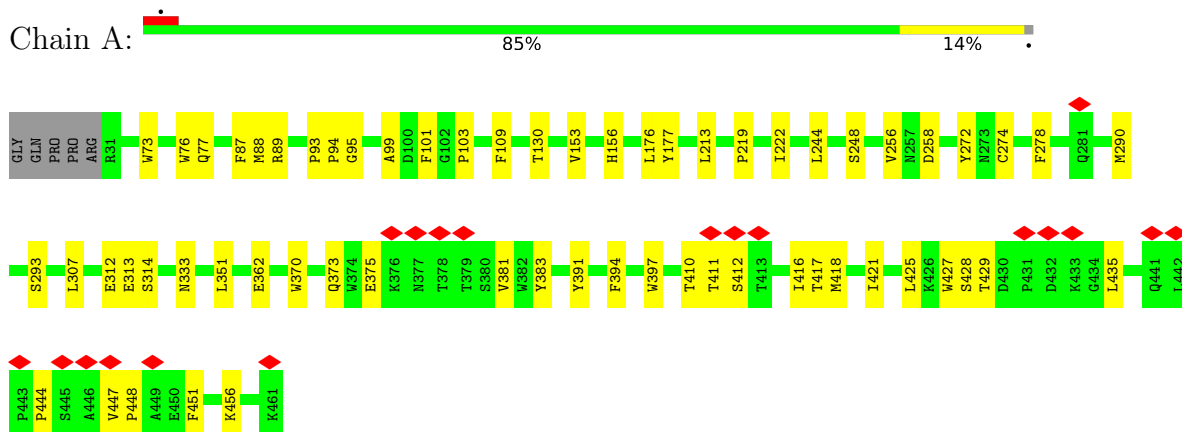 Chain A:
•
85%
14%
•
GLY GLN PRO PRO ARG R31 W73 W76 Q77 F87 M88 R89 P93 P94 G95 A99 D100 F101 G102 P103 F109 T130 V153 H156 L176 Y177 L213 P219 I222 L244 S248 V256 N257 D258 Y272 N273 C274 F278 Q281 M290
S293 L307 E312 E313 S314 N333 L351 E362 W370 Q373 W374 E375 K376 N377 T378 T379 S380 V381 W382 Y383 Y391 F394 W397 T410 T411 S412 T413 I416 T417 M418 I421 L425 K426 W427 S428 T429 D430 P431 D432 K433 G434 L435 Q441 L442
P443 P444 S445 A446 V447 P448 A449 E450 F451 K456 K461